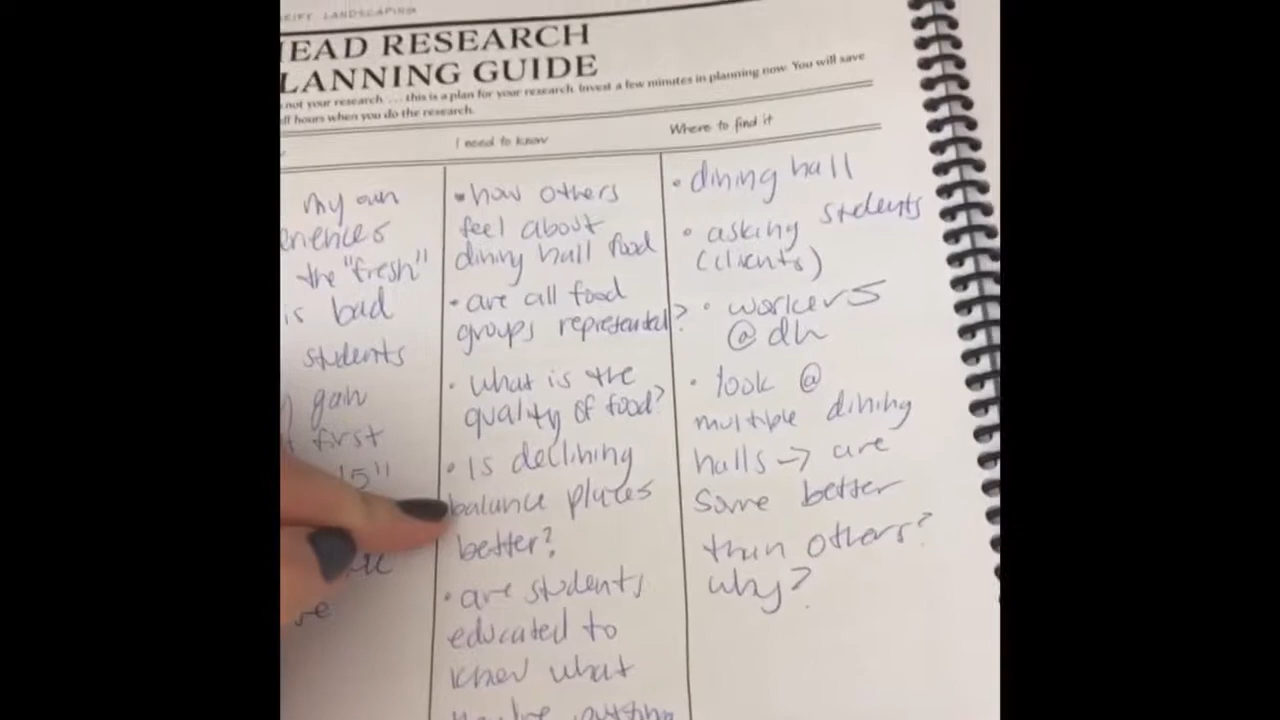 LANDSCAPING
EAD RESEARCH
LANNING GUIDE
not your research . . . this is a plan for your research. Invest a few minutes in planning now. You will save
hours when you do the research.
I need to know
Where to find it
My own
the "fresh"
is bad
students
gain
first
15"
• how others
feel about
dining hall food
• are all food
groups represented?
• what is the
quality of food?
• Is declining
balance places
better?
• are students
educated to
know what
• dining hall
• asking students
(clients)
• workers
@ dh
• look @
multiple dining
halls -> are
some better
than others?
why?